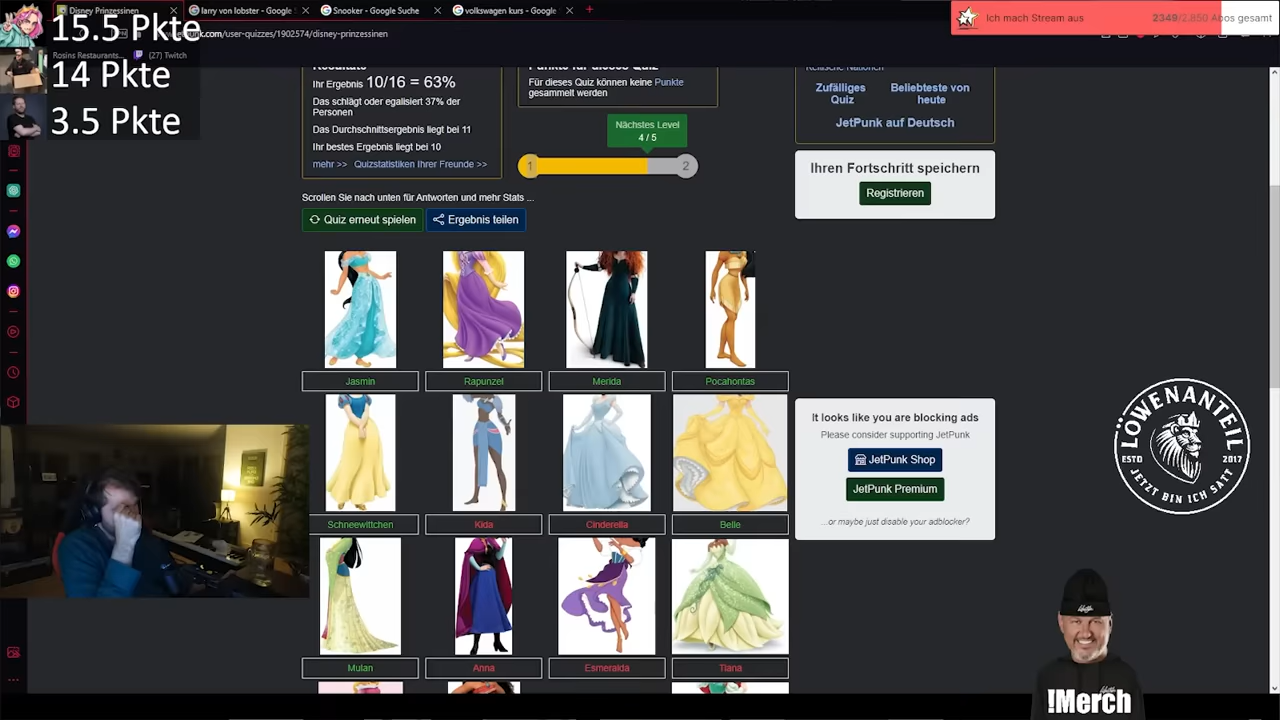 Disney Prinzessinen
larry von lobster - Google
Snooker - Google Suche
volkswagen kurs - Google
Ich mach Stream aus
2349/2.850 Abos gesamt
15.5 Pkte
.com/user-quizzes/1902574/disney-prinzessinen
Rosins Restaurants...
(27) Twitch
14 Pkte
3.5 Pkte
Ihr Ergebnis 10/16 = 63%
Das schlägt oder egalisiert 37% der
Personen
Das Durchschnittsergebnis liegt bei 11
Ihr bestes Ergebnis liegt bei 10
mehr >> Quizstatistiken Ihrer Freunde >>
Punkte für dieses Quiz
Für dieses Quiz können keine Punkte
gesammelt werden
Nächstes Level
4 / 5
1
2
Zufälliges
Quiz
Beliebteste von
heute
JetPunk auf Deutsch
Ihren Fortschritt speichern
Registrieren
Scrollen Sie nach unten für Antworten und mehr Stats ...
Quiz erneut spielen
Ergebnis teilen
Jasmin
Rapunzel
Merida
Pocahontas
Schneewittchen
Kida
Cinderella
Belle
Mulan
Anna
Esmeralda
Tiana
It looks like you are blocking ads
Please consider supporting JetPunk
JetPunk Shop
JetPunk Premium
...or maybe just disable your adblocker?
LÖWENANTEIL
ESTD
2017
JETZT BIN ICH SATT
!Merch